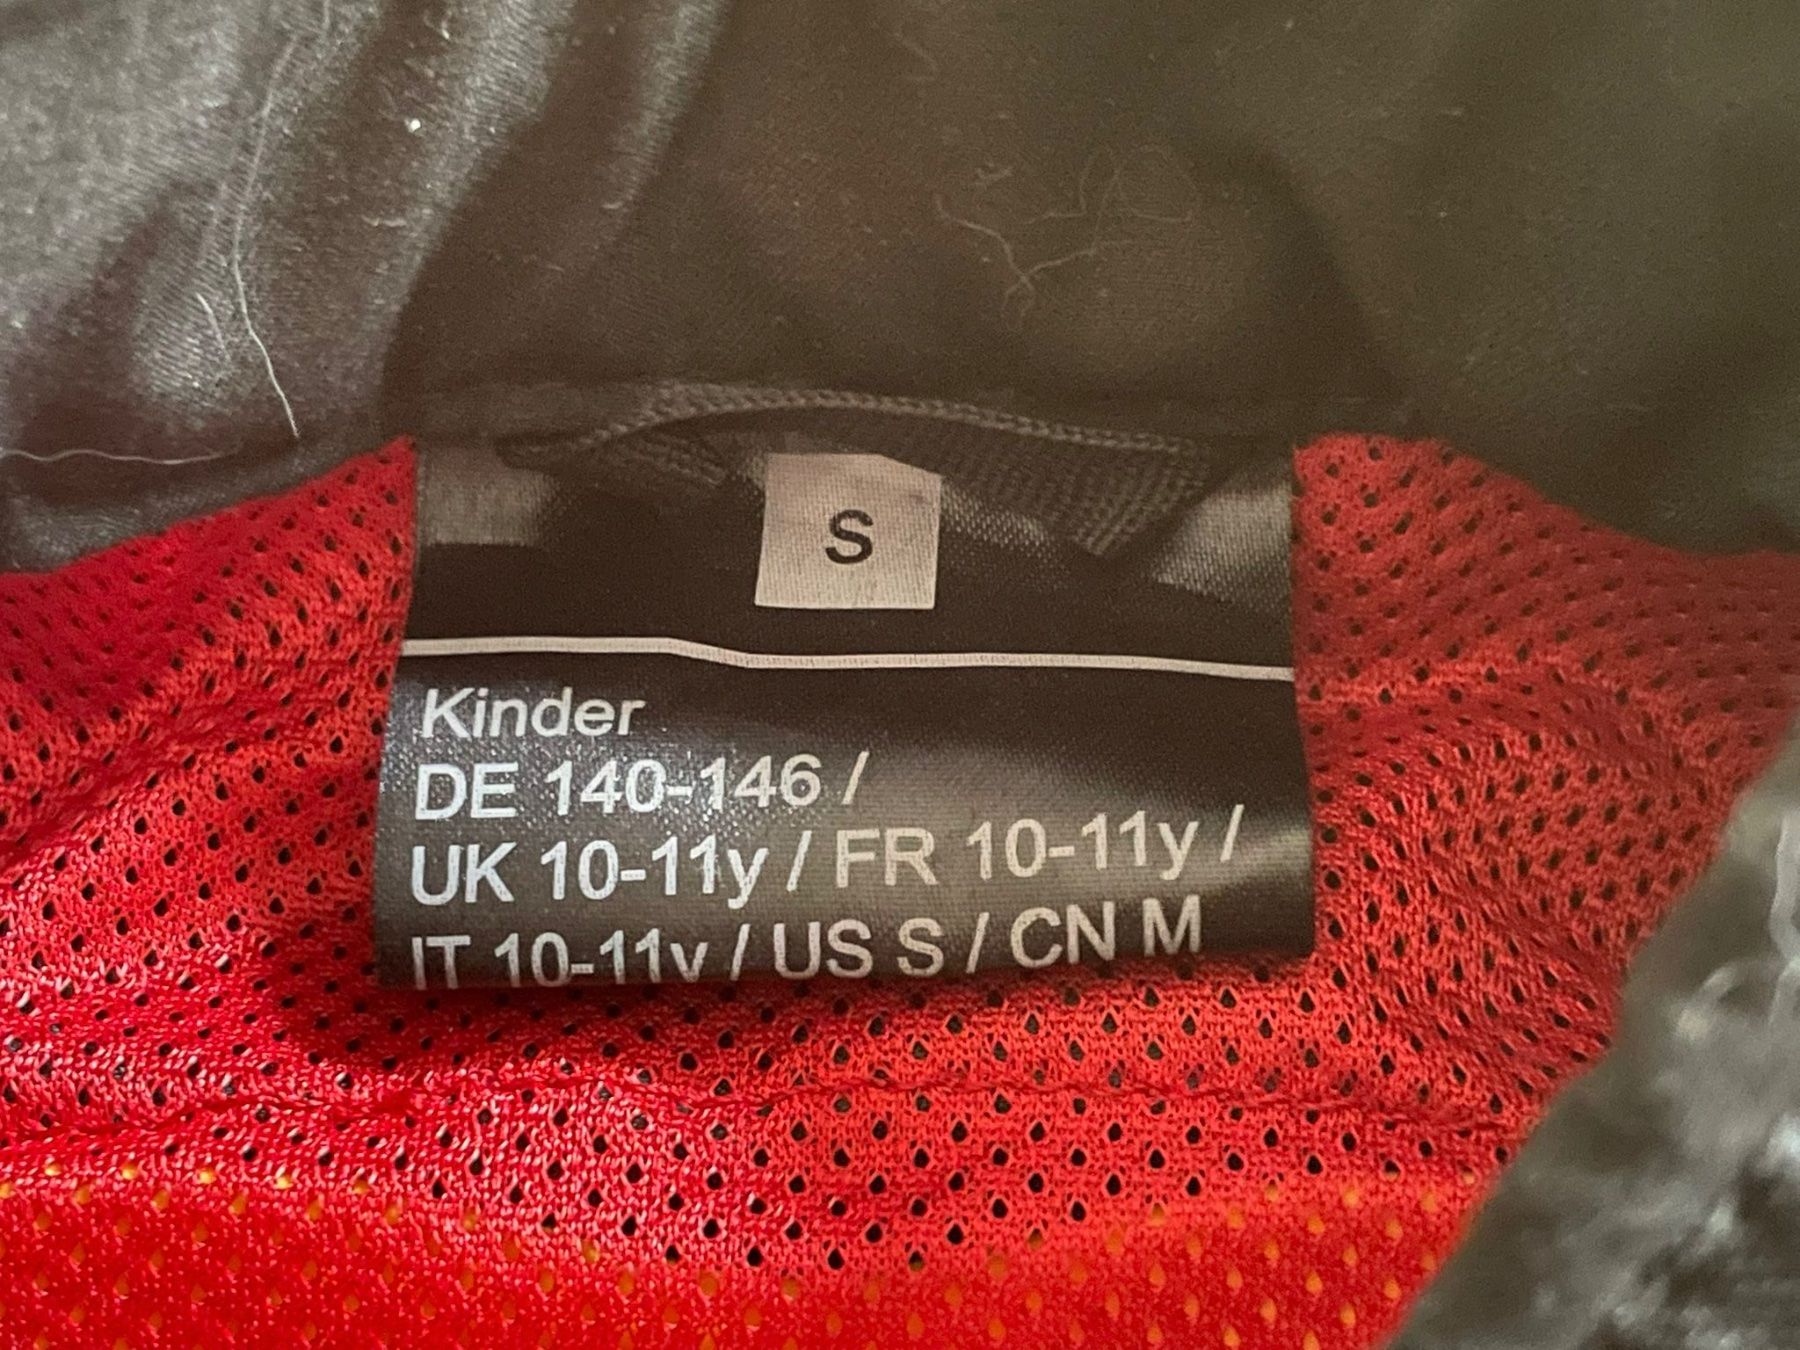 S
Kinder
DE 140-146 /
UK 10-11y / FR 10-11y /
IT 10-11y / US S / CN M